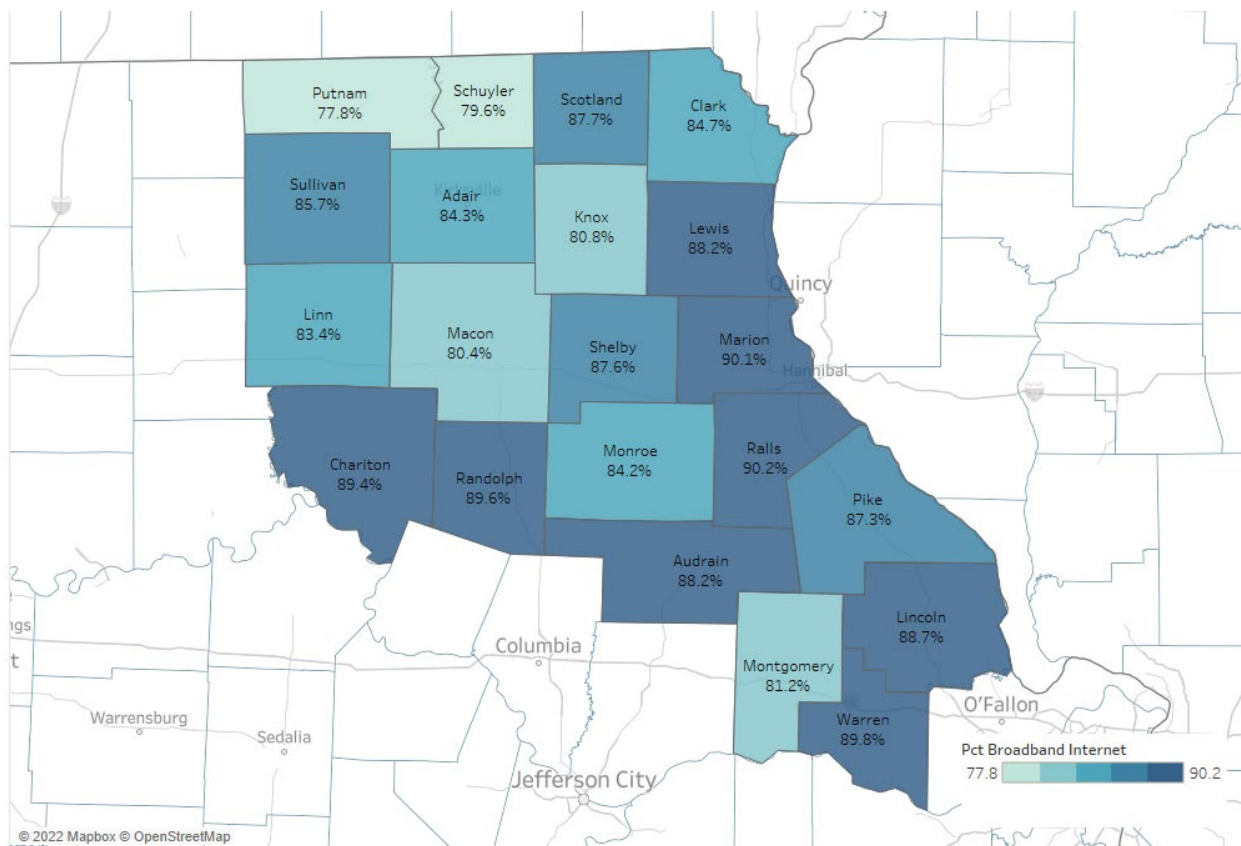 Putnam
77.8%
Schuyler
79.6%
Scotland
87.7%
Clark
84.7%
Sullivan
85.7%
Kirksville
Adair
84.3%
Knox
80.8%
Lewis
88.2%
Quincy
Linn
83.4%
Macon
80.4%
Shelby
87.6%
Marion
90.1%
Hannibal
Chariton
89.4%
Randolph
89.6%
Monroe
84.2%
Ralls
90.2%
Pike
87.3%
Audrain
88.2%
Lincoln
88.7%
ngs
Columbia
Montgomery
81.2%
Warrensburg
Sedalia
O'Fallon
Warren
89.8%
Pct Broadband Internet
77.8
90.2
Jefferson City
© 2022 Mapbox © OpenStreetMap